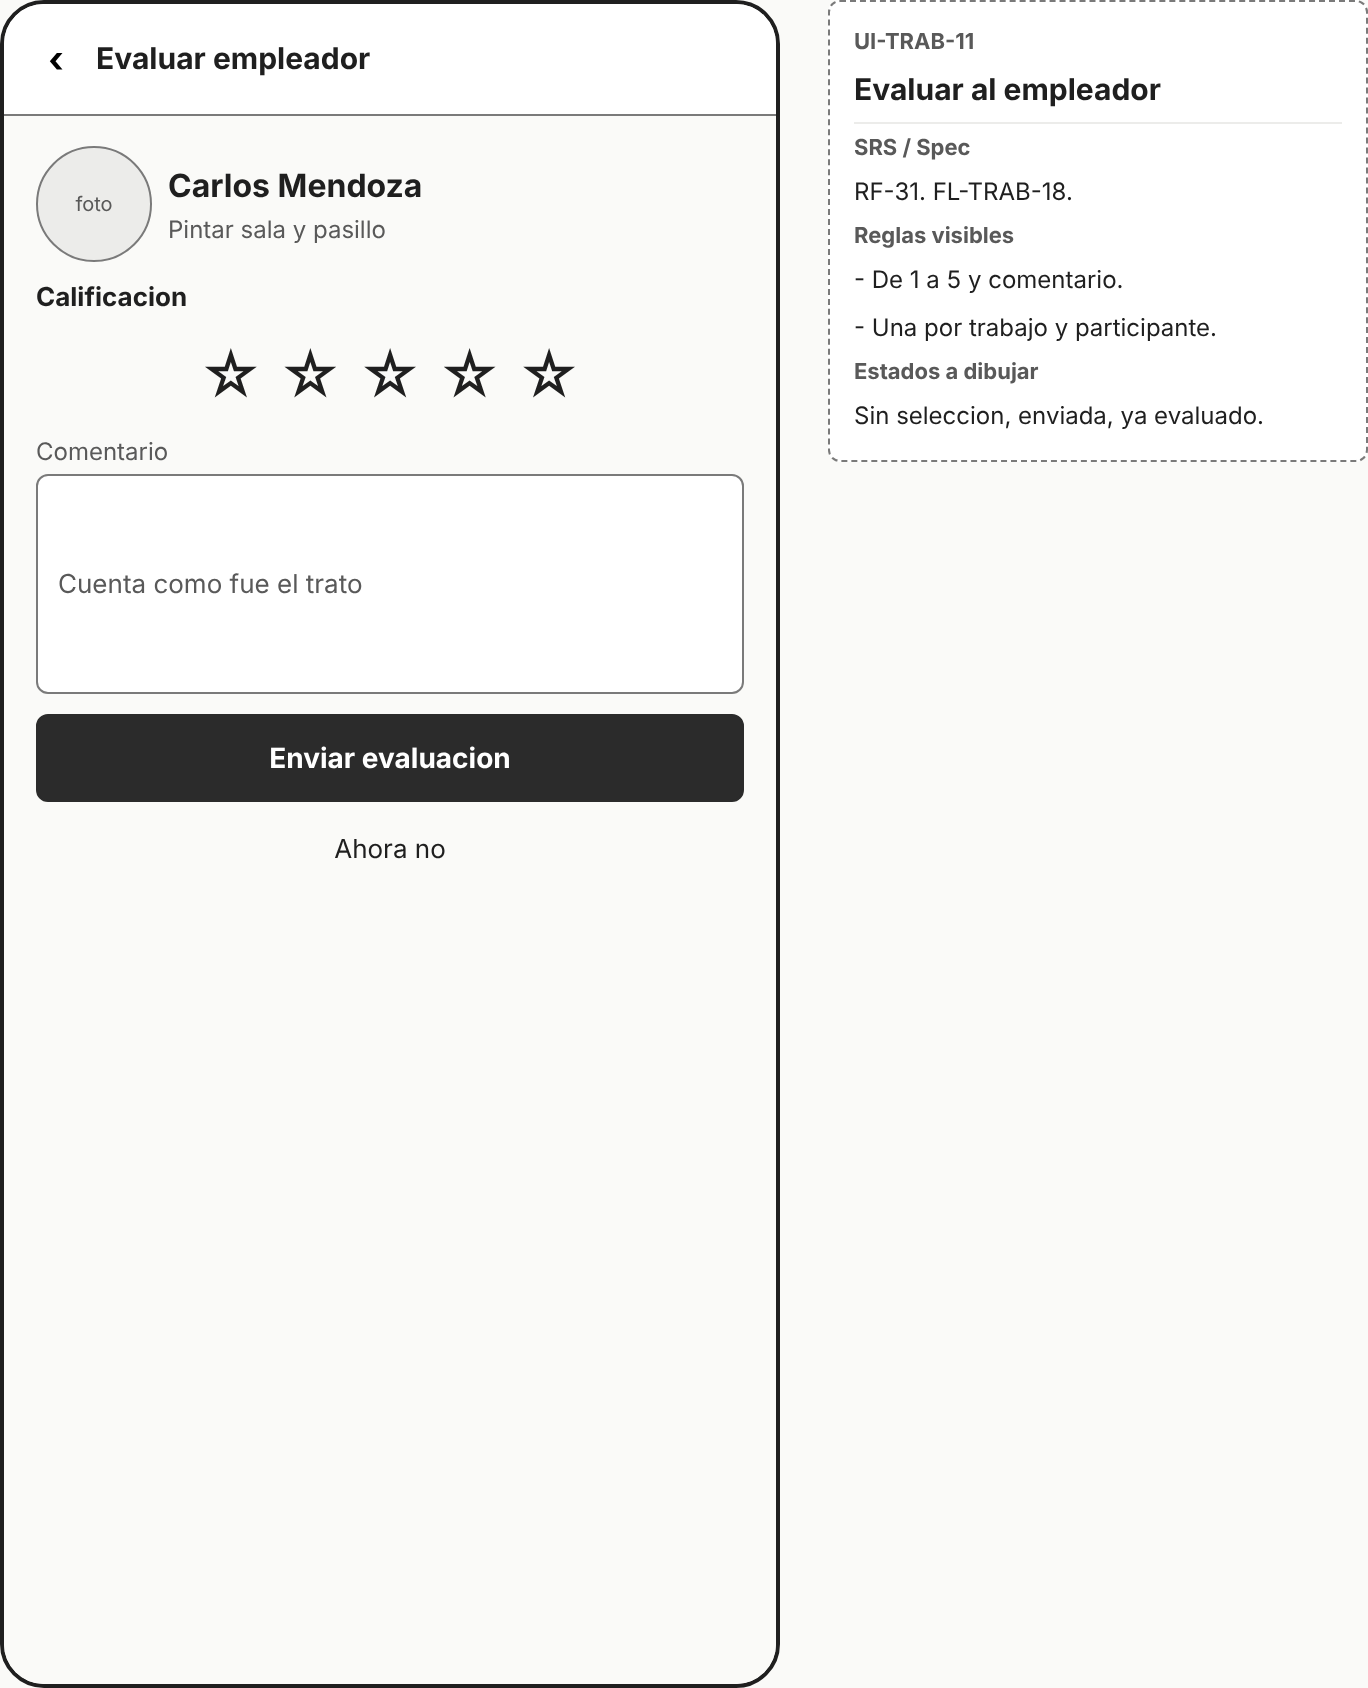 ‹ Evaluar empleador
foto
Carlos Mendoza
Pintar sala y pasillo
Calificacion
☆ ☆ ☆ ☆ ☆
Comentario
Cuenta como fue el trato
Enviar evaluacion
Ahora no
UI-TRAB-11
Evaluar al empleador
SRS / Spec
RF-31. FL-TRAB-18.
Reglas visibles
- De 1 a 5 y comentario.
- Una por trabajo y participante.
Estados a dibujar
Sin seleccion, enviada, ya evaluado.